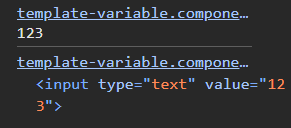 template-variable.compone…
123
template-variable.compone…
<input type="text" value="12
3">